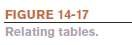 FIGURE 14-17
Relating tables.